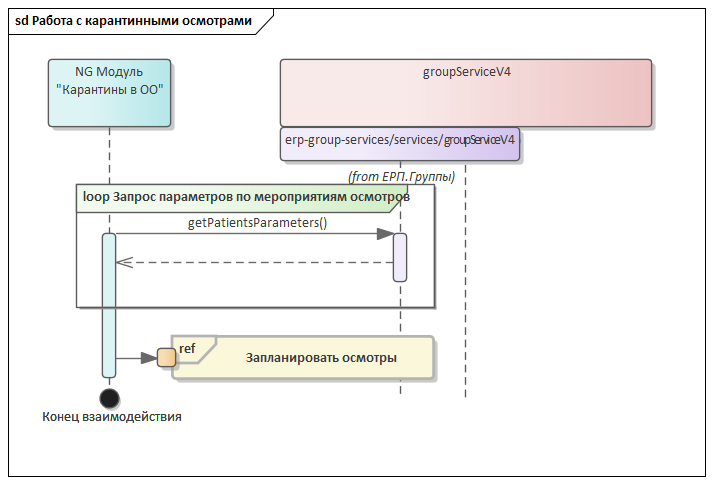 sd Работа с карантинными осмотрами
NG Модуль
"Карантины в ОО"
groupServiceV4
erp-group-services/services/groupServiceV4
(from ЕРП.Группы)
loop Запрос параметров по мероприятиям осмотров
getPatientsParameters()
ref
Запланировать осмотры
Конец взаимодействия